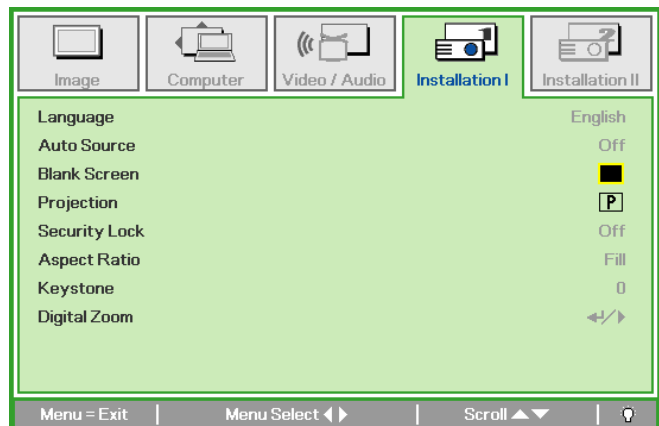 Image
Computer
Video / Audio
Installation I
Installation II
Language English
Auto Source Off
Blank Screen
Projection P
Security Lock Off
Aspect Ratio Fill
Keystone 0
Digital Zoom
Menu = Exit Menu Select Scroll